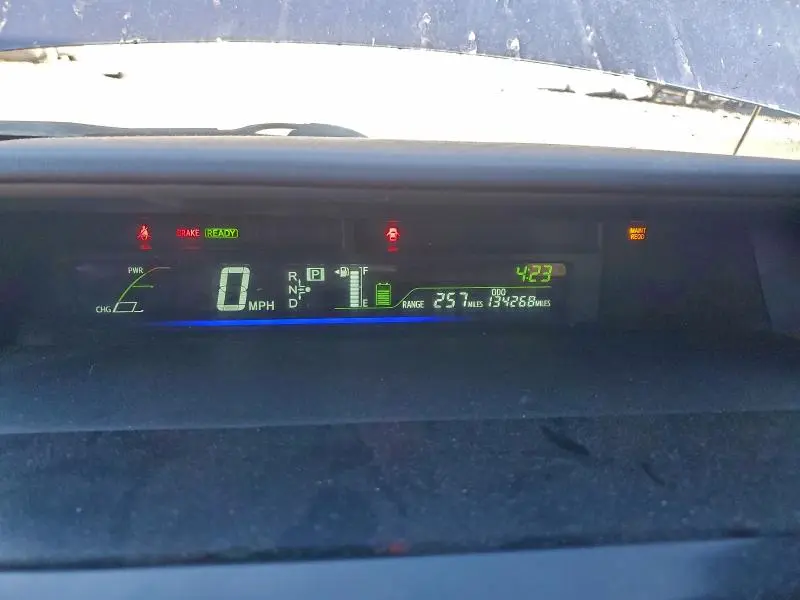 BRAKE READY
MAINT REQD
PWR
CHG
0 MPH
R P
N
D
F
E
4:23
RANGE 257 MILES
ODO
134268 MILES